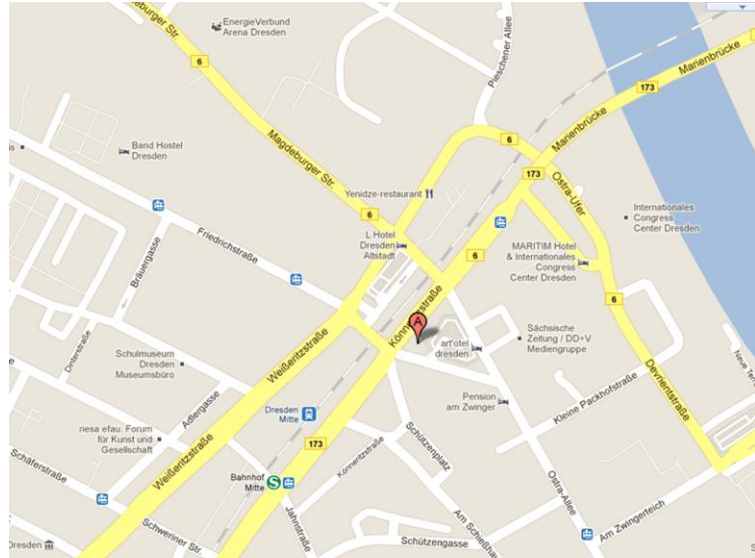 EnergieVerbund
Arena Dresden
Magdeburger Str.
6
Pieschener Allee
Marienbrücke
173
Marienbrücke
6
Band Hostel
Dresden
Magdeburger Str.
173
Ostra-Ufer
Yenidze-restaurant
6
Internationales
Congress
Center Dresden
Friedrichstraße
L Hotel
Dresden
Altstadt
Bräuergasse
6
MARITIM Hotel
& Internationales
Congress
Center Dresden
6
Könneritzstraße
A
Weißeritzstraße
Sächsische
Zeitung / DD+V
Mediengruppe
art'otel
dresden
Dinterstraße
Schulmuseum
Dresden
Museumsbüro
Devrientstraße
Adlergasse
Pension
am Zwinger
Kleine Packhofstraße
Dresden
Mitte
riesa efau. Forum
für Kunst und
Gesellschaft
Weißeritzstraße
173
Schützenplatz
Könneritzstraße
Schäferstraße
Bahnhof
Mitte
S
Ostra-Allee
Schweriner Str.
Jahnstraße
Am Schießhaus
Am Zwingerteich
Schützengasse
Dresden